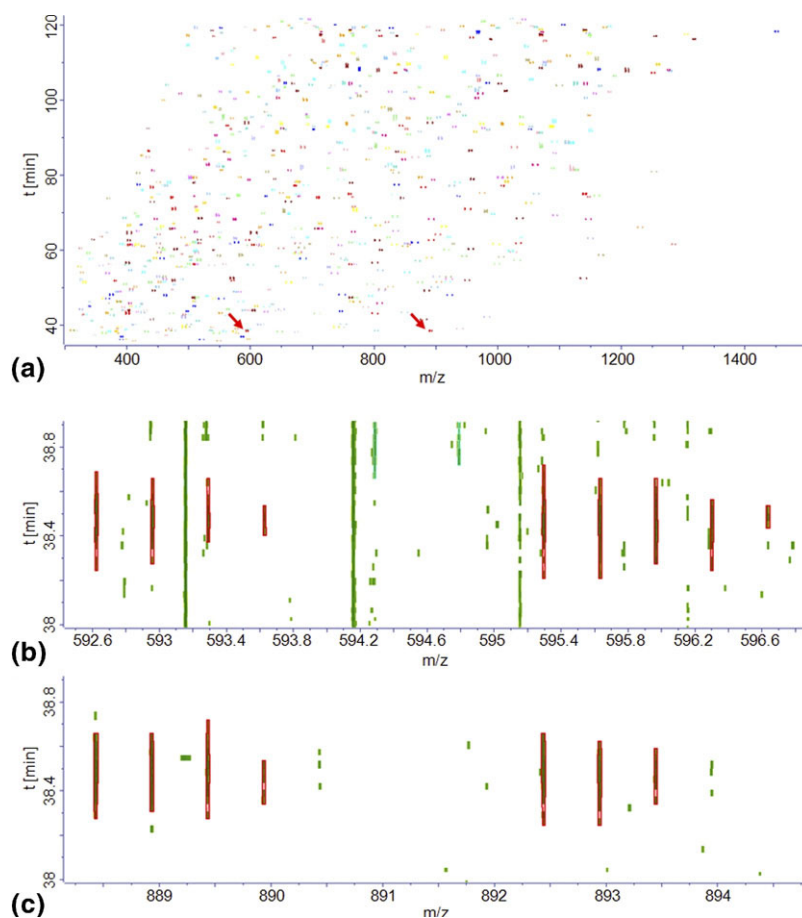 120
100
80
60
40
t [min]
400 600 800 1000 1200 1400
m/z
(a)
38.8
38.4
38
t [min]
592.6 593 593.4 593.8 594.2 594.6 595 595.4 595.8 596.2 596.6
m/z
(b)
38.8
38.4
38
t [min]
889 890 891 892 893 894
m/z
(c)